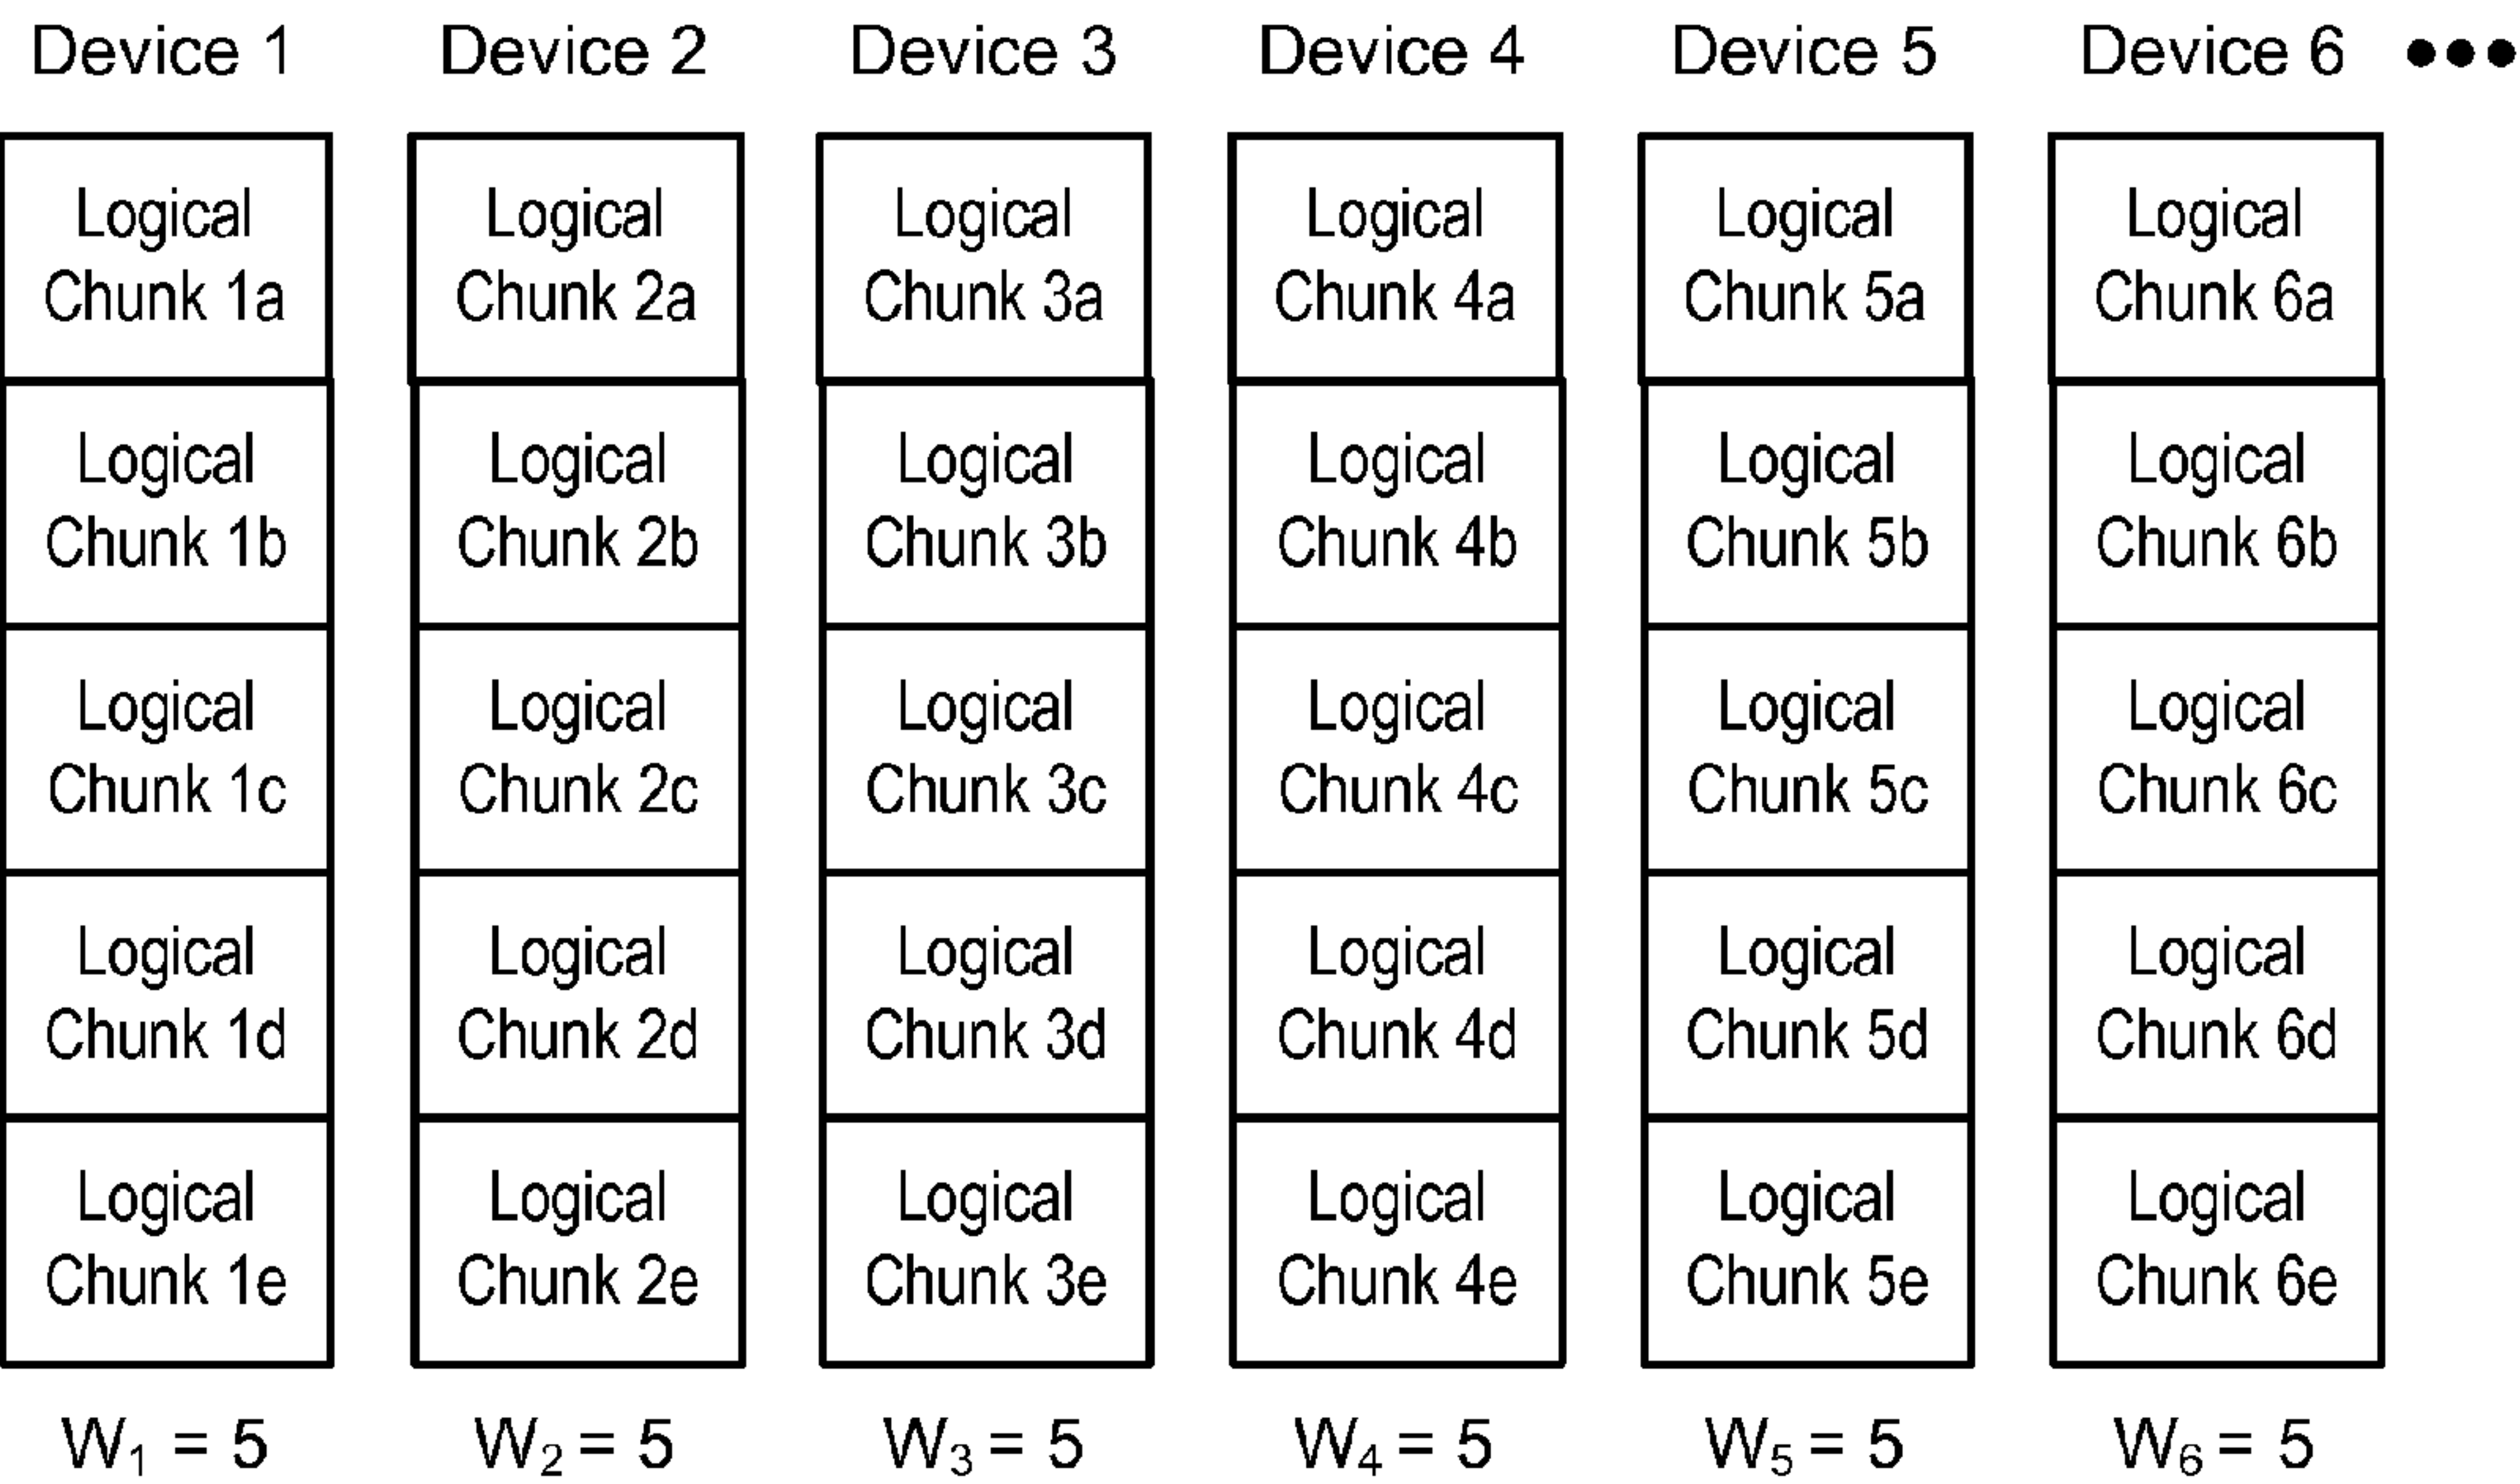 Device 1 Device 2 Device 3 Device 4 Device 5 Device 6 •••
Logical Logical Logical Logical Logical Logical
Chunk 1a Chunk 2a Chunk 3a Chunk 4a Chunk 5a Chunk 6a
Logical Logical Logical Logical Logical Logical
Chunk 1b Chunk 2b Chunk 3b Chunk 4b Chunk 5b Chunk 6b
Logical Logical Logical Logical Logical Logical
Chunk 1c Chunk 2c Chunk 3c Chunk 4c Chunk 5c Chunk 6c
Logical Logical Logical Logical Logical Logical
Chunk 1d Chunk 2d Chunk 3d Chunk 4d Chunk 5d Chunk 6d
Logical Logical Logical Logical Logical Logical
Chunk 1e Chunk 2e Chunk 3e Chunk 4e Chunk 5e Chunk 6e
W₁ = 5 W₂ = 5 W₃ = 5 W₄ = 5 W₅ = 5 W₆ = 5